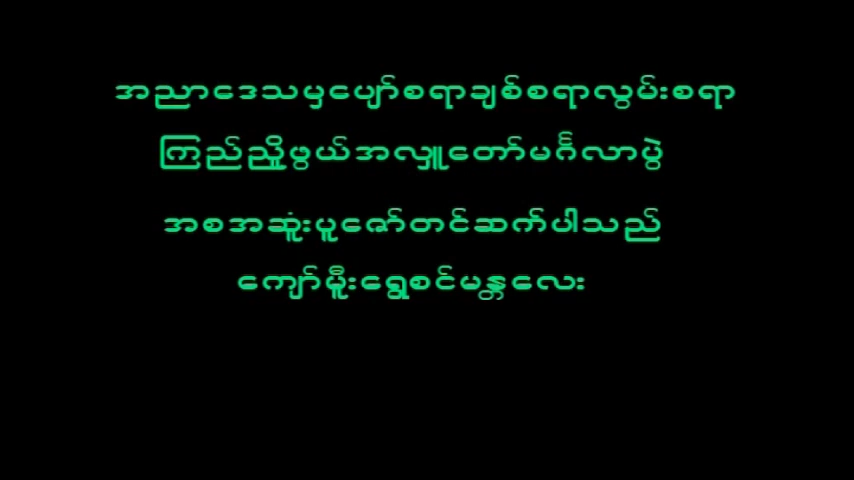 အညာဒေသမှပျော်စရာချစ်စရာလွမ်းစရာ
ကြည်ညှိုဖွယ်အလှူတော်မင်္ဂလာပွဲ
အစအဆုံးပူဇော်တင်ဆက်ပါသည်
ကျော်မိုးရွှေစင်မန္တလေး